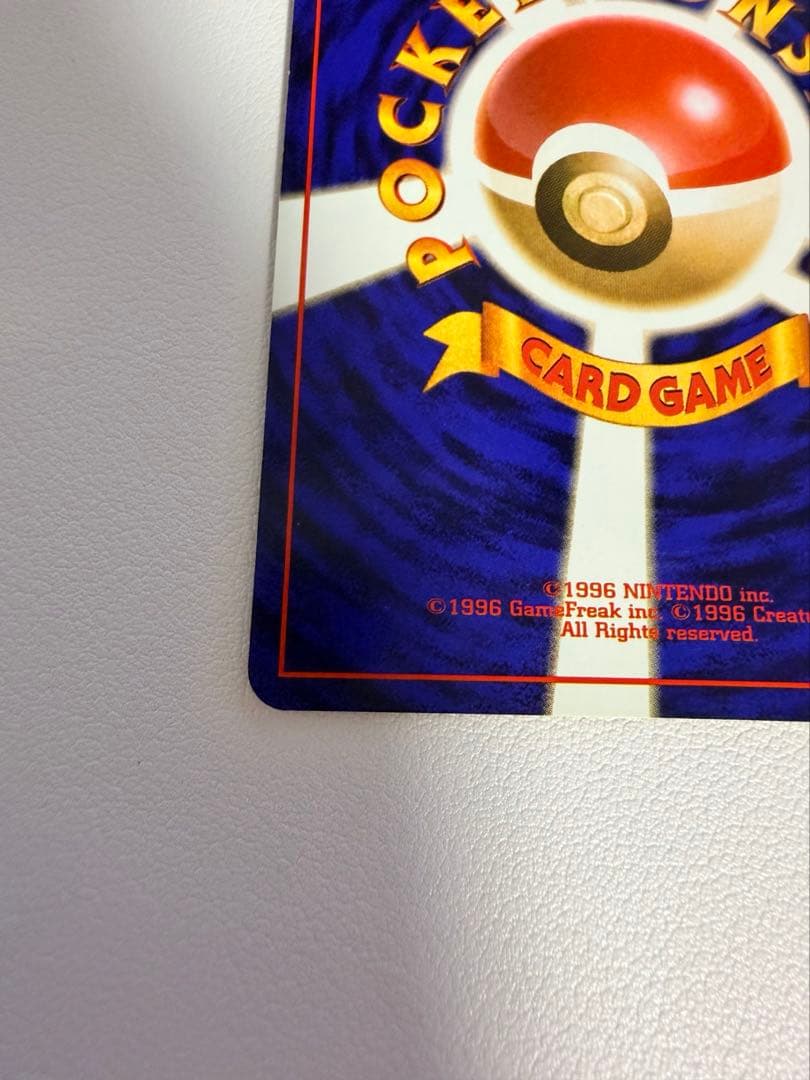 POCKE
CARD GAME
©1996 NINTENDO inc.
©1996 GameFreak inc. ©1996 Creatu
All Rights reserved.